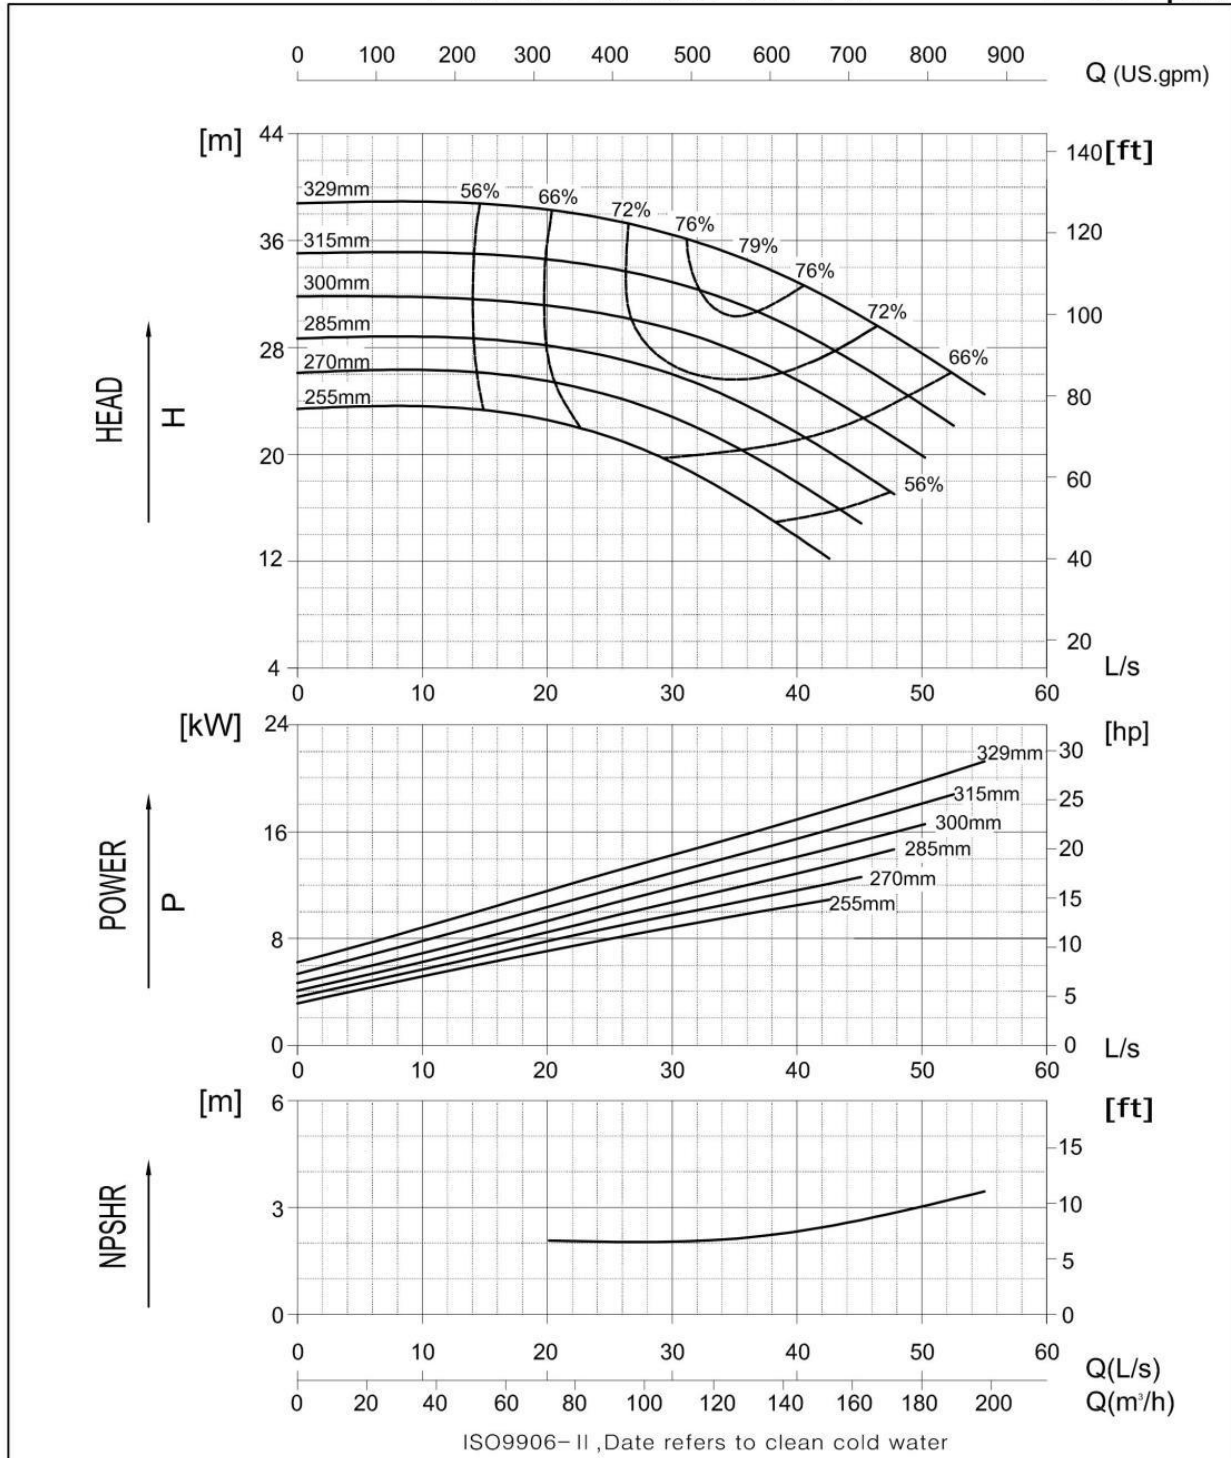 0 100 200 300 400 500 600 700 800 900
Q (US.gpm)
[m] 44 140 [ft]
329mm 56% 66% 72% 76% 79% 76% 72% 66%
36 315mm 120
300mm 100
285mm
28 270mm
255mm 80
20 60
56%
12 40
20
4 L/s
0 10 20 30 40 50 60
HEAD
H
[kW] 24 [hp]
329mm 30
315mm 25
16 300mm
285mm 20
270mm 15
255mm
8 10
5
0 0 L/s
0 10 20 30 40 50 60
POWER
P
[m] 6 [ft]
15
3 10
5
0 0
NPSHR
0 10 20 30 40 50 60
Q(L/s)
0 20 40 60 80 100 120 140 160 180 200
Q(m³/h)
ISO9906-II ,Date refers to clean cold water